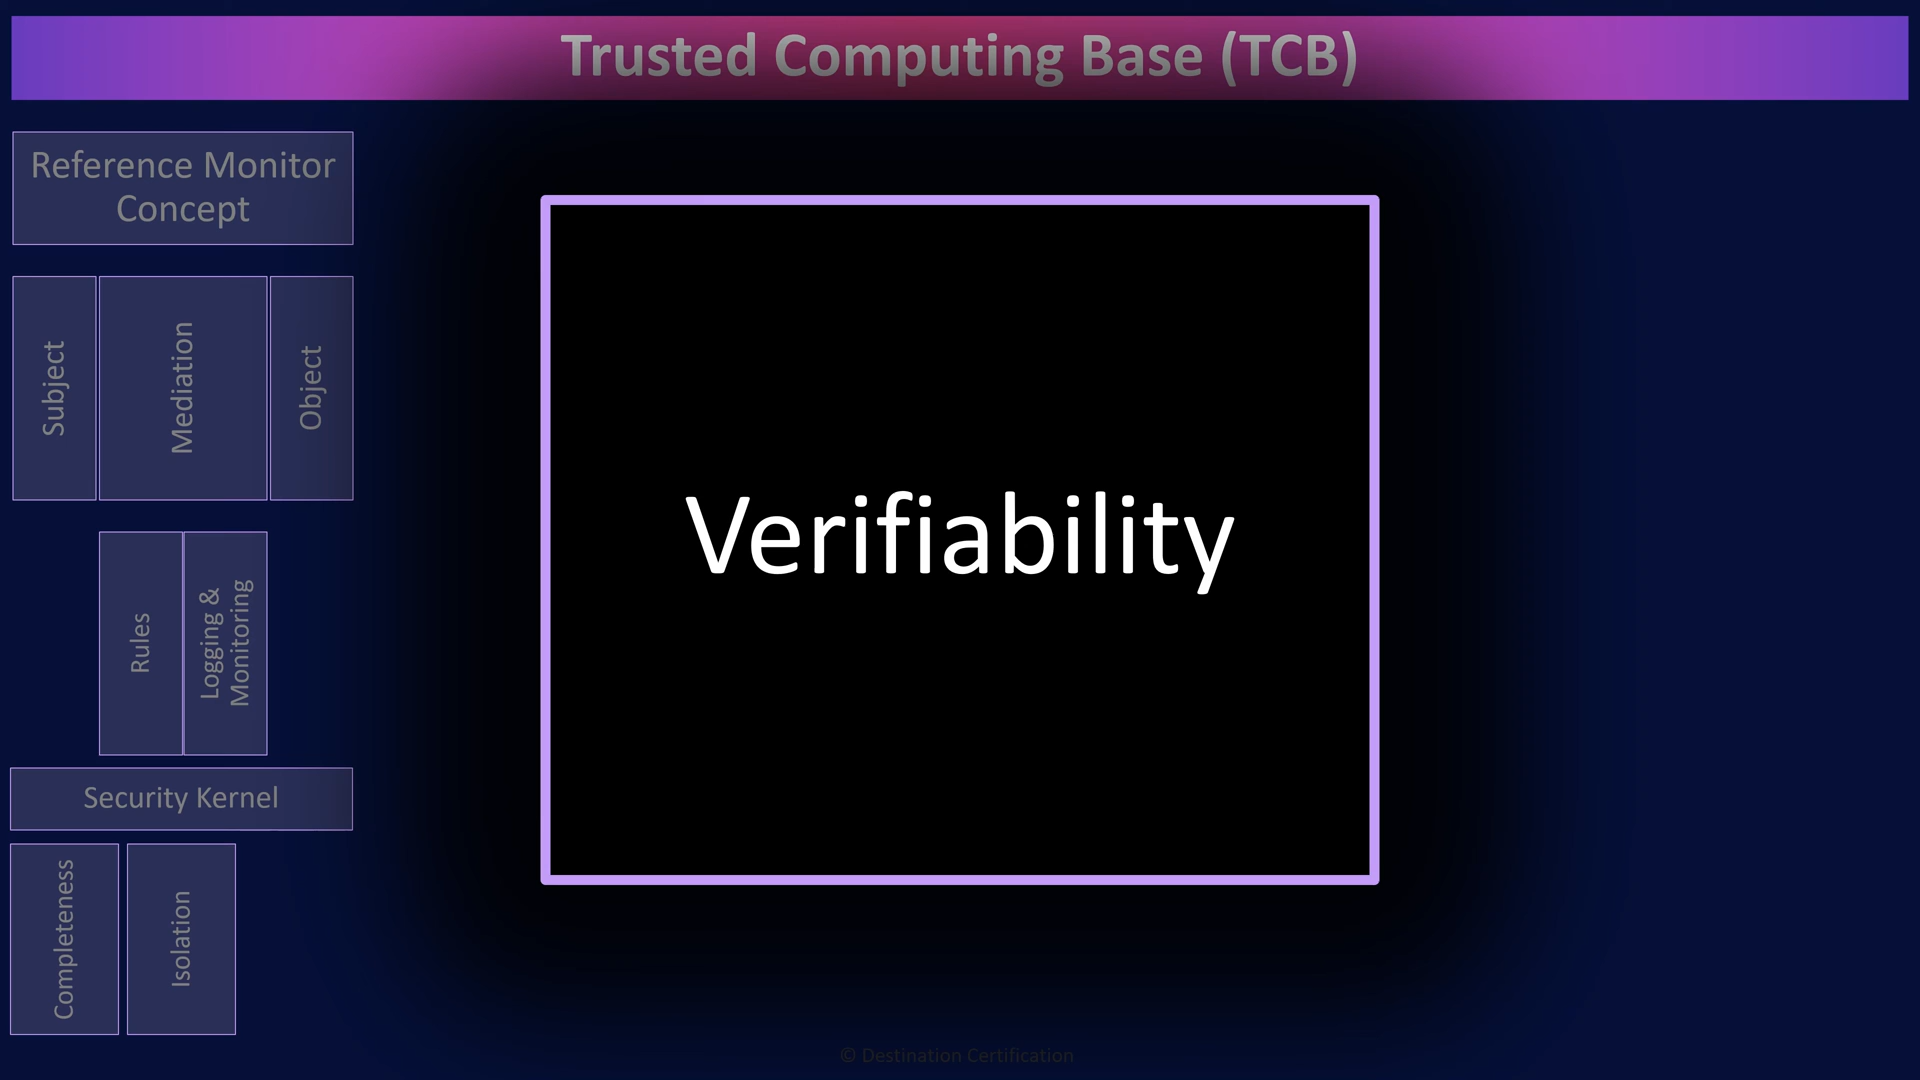 Trusted Computing Base (TCB)
Reference Monitor
Concept
Subject
Mediation
Object
Rules
Logging &
Monitoring
Security Kernel
Completeness
Isolation
Verifiability
© Destination Certification